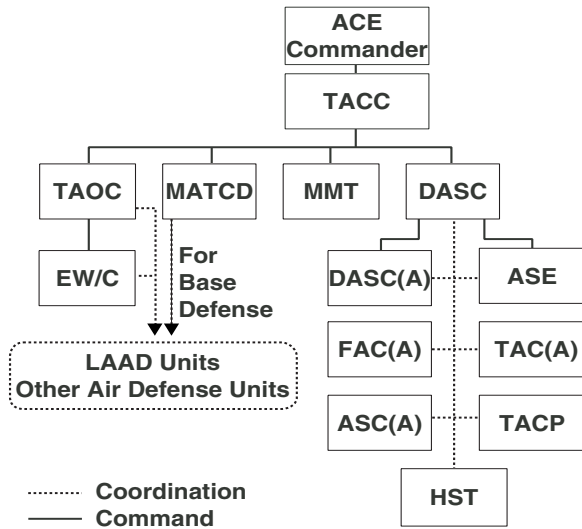 ACE
Commander
TACC
TAOC
MATCD
MMT
DASC
EW/C
For
Base
Defense
DASC(A)
ASE
LAAD Units
Other Air Defense Units
FAC(A)
TAC(A)
ASC(A)
TACP
HST
Coordination
Command